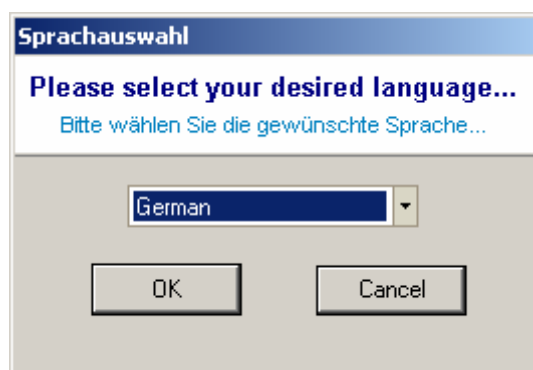 Sprachauswahl
Please select your desired language...
Bitte wählen Sie die gewünschte Sprache...
German
OK
Cancel